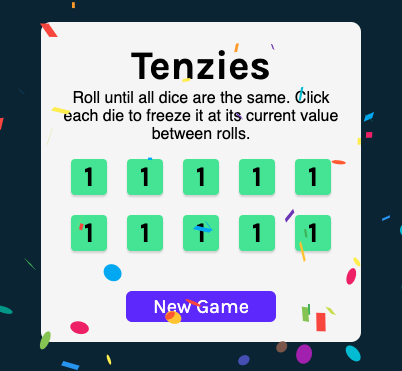 Tenzies
Roll until all dice are the same. Click
each die to freeze it at its current value
between rolls.
1 1 1 1 1
1 1 1 1 1
New Game